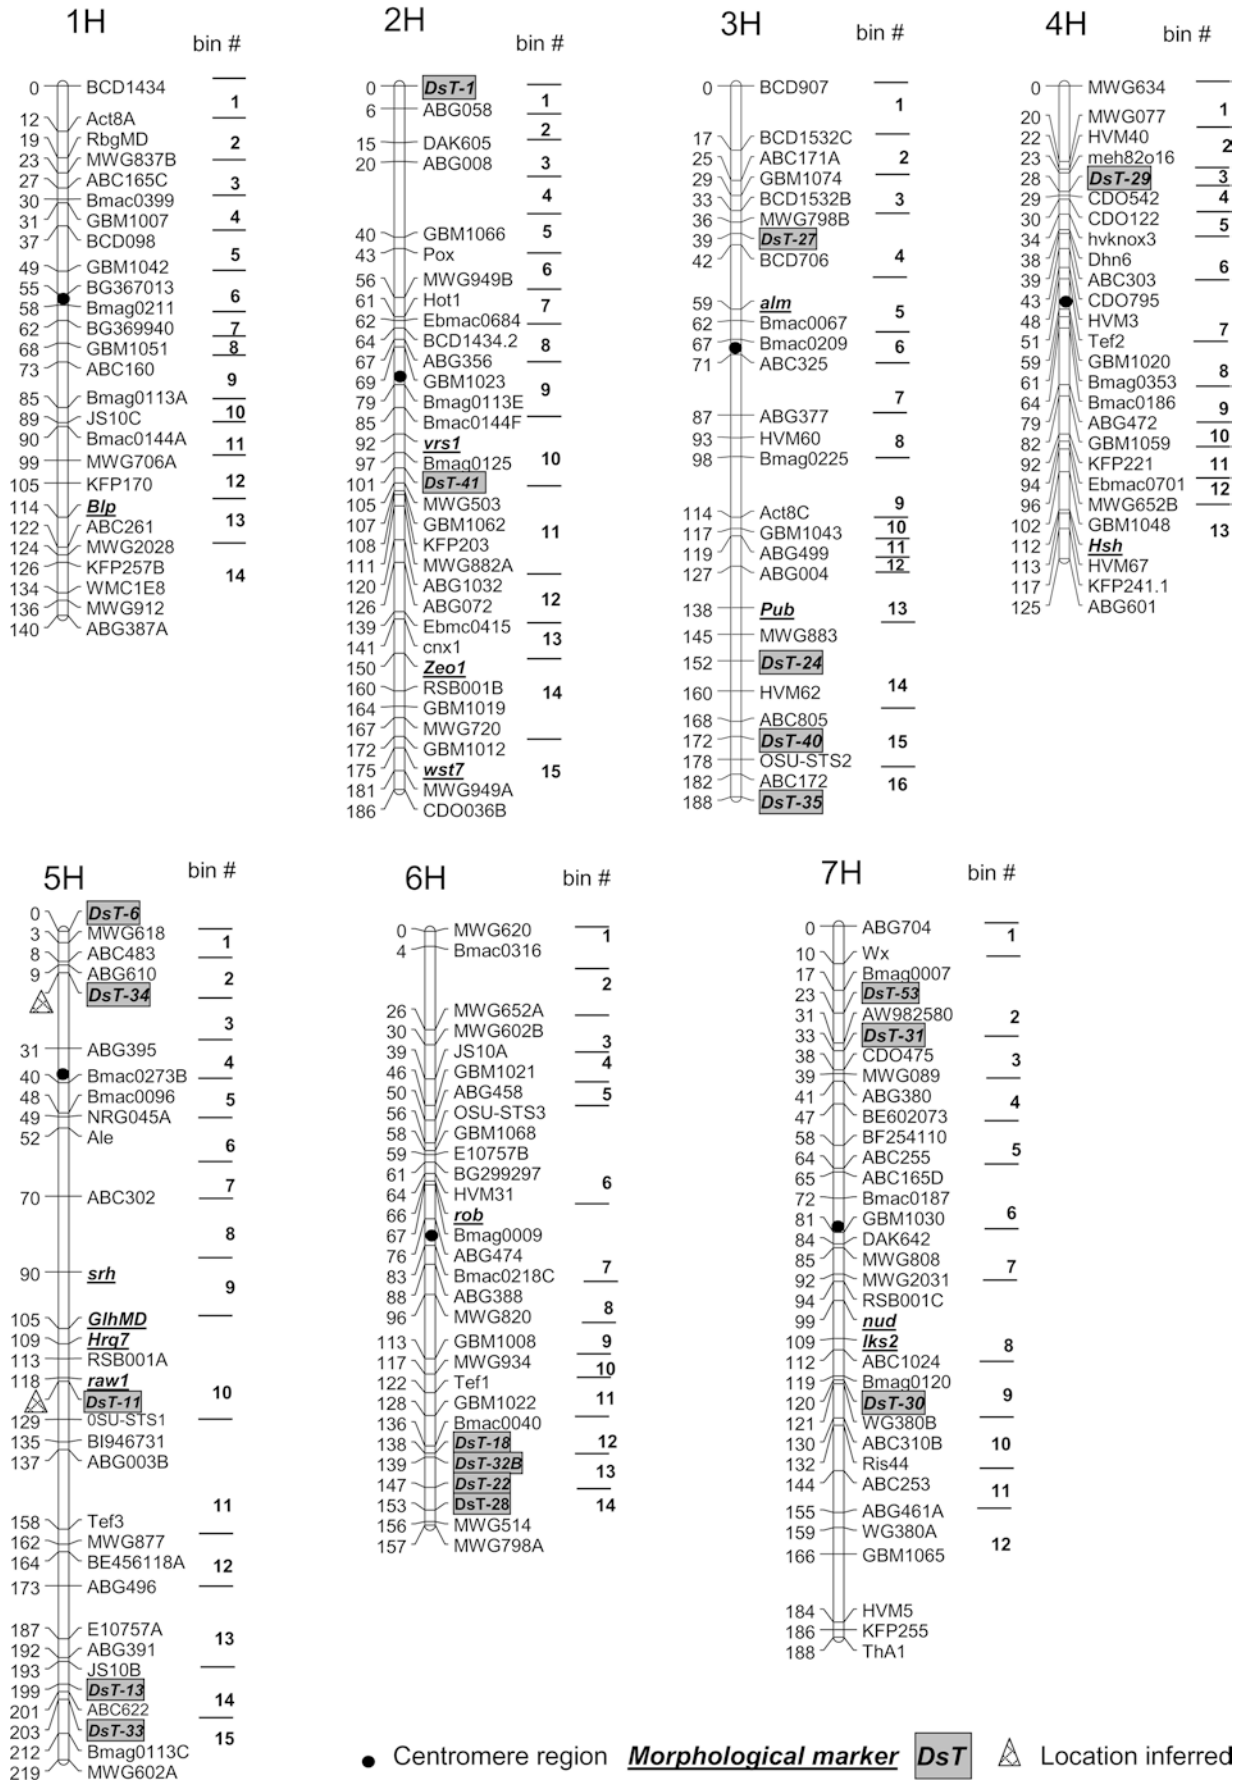 1H
bin #
0 BCD1434
12 Act8A
19 RbgMD
23 MWG837B
27 ABC165C
30 Bmac0399
31 GBM1007
37 BCD098
49 GBM1042
55 BG367013
58 Bmag0211
62 BG369940
68 GBM1051
73 ABC160
85 Bmag0113A
89 JS10C
90 Bmac0144A
99 MWG706A
105 KFP170
114 Blp
122 ABC261
124 MWG2028
126 KFP257B
134 WMC1E8
136 MWG912
140 ABG387A
1
2
3
4
5
6
7
8
9
10
11
12
13
14
2H
bin #
0 DsT-1
6 ABG058
15 DAK605
20 ABG008
40 GBM1066
43 Pox
56 MWG949B
61 Hot1
62 Ebmac0684
64 BCD1434.2
67 ABG356
69 GBM1023
79 Bmag0113E
85 Bmac0144F
92 vrs1
97 Bmag0125
101 DsT-41
105 MWG503
107 GBM1062
108 KFP203
111 MWG882A
120 ABG1032
126 ABG072
139 Ebmc0415
141 cnx1
150 Zeo1
160 RSB001B
164 GBM1019
167 MWG720
172 GBM1012
175 wst7
181 MWG949A
186 CDO036B
1
2
3
4
5
6
7
8
9
10
11
12
13
14
15
3H
bin #
0 BCD907
17 BCD1532C
25 ABC171A
29 GBM1074
33 BCD1532B
36 MWG798B
39 DsT-27
42 BCD706
59 alm
62 Bmac0067
67 Bmac0209
71 ABC325
87 ABG377
93 HVM60
98 Bmag0225
114 Act8C
117 GBM1043
119 ABG499
127 ABG004
138 Pub
145 MWG883
152 DsT-24
160 HVM62
168 ABC805
172 DsT-40
178 OSU-STS2
182 ABC172
188 DsT-35
1
2
3
4
5
6
7
8
9
10
11
12
13
14
15
16
4H
bin #
0 MWG634
20 MWG077
22 HVM40
23 meh82o16
28 DsT-29
29 CDO542
30 CDO122
34 hvknox3
38 Dhn6
39 ABC303
43 CDO795
48 HVM3
51 Tef2
59 GBM1020
61 Bmag0353
64 Bmac0186
79 ABG472
82 GBM1059
92 KFP221
94 Ebmac0701
96 MWG652B
102 GBM1048
112 Hsh
113 HVM67
117 KFP241.1
125 ABG601
1
2
3
4
5
6
7
8
9
10
11
12
13
5H
bin #
0 DsT-6
3 MWG618
8 ABC483
9 ABG610
DsT-34
31 ABG395
40 Bmac0273B
48 Bmac0096
49 NRG045A
52 Ale
70 ABC302
90 srh
105 GlhMD
109 Hrq7
113 RSB001A
118 raw1
DsT-11
129 0SU-STS1
135 BI946731
137 ABG003B
158 Tef3
162 MWG877
164 BE456118A
173 ABG496
187 E10757A
192 ABG391
193 JS10B
199 DsT-13
201 ABC622
203 DsT-33
212 Bmag0113C
219 MWG602A
1
2
3
4
5
6
7
8
9
10
11
12
13
14
15
6H
bin #
0 MWG620
4 Bmac0316
26 MWG652A
30 MWG602B
39 JS10A
46 GBM1021
50 ABG458
56 OSU-STS3
58 GBM1068
59 E10757B
61 BG299297
64 HVM31
66 rob
67 Bmag0009
76 ABG474
83 Bmac0218C
88 ABG388
96 MWG820
113 GBM1008
117 MWG934
122 Tef1
128 GBM1022
136 Bmac0040
138 DsT-18
139 DsT-32B
147 DsT-22
153 DsT-28
156 MWG514
157 MWG798A
1
2
3
4
5
6
7
8
9
10
11
12
13
14
7H
bin #
0 ABG704
10 Wx
17 Bmag0007
23 DsT-53
31 AW982580
33 DsT-31
38 CDO475
39 MWG089
41 ABG380
47 BE602073
58 BF254110
64 ABC255
65 ABC165D
72 Bmac0187
81 GBM1030
84 DAK642
85 MWG808
92 MWG2031
94 RSB001C
99 nud
109 lks2
112 ABC1024
119 Bmag0120
120 DsT-30
121 WG380B
130 ABC310B
132 Ris44
144 ABC253
155 ABG461A
159 WG380A
166 GBM1065
184 HVM5
186 KFP255
188 ThA1
1
2
3
4
5
6
7
8
9
10
11
12
Centromere region Morphological marker DsT Location inferred